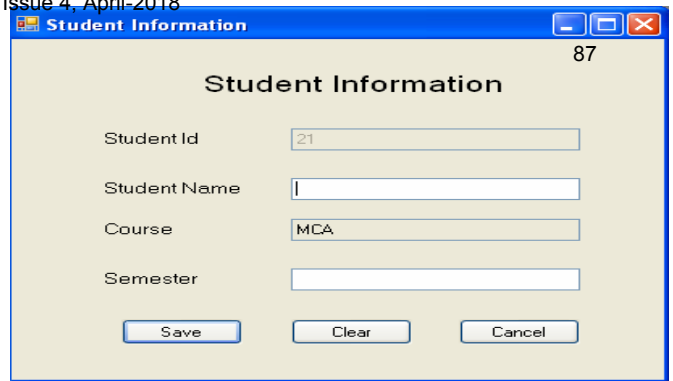 Issue 4, April-2018
Student Information
87
Student Information
Student Id 21
Student Name
Course MCA
Semester
Save Clear Cancel